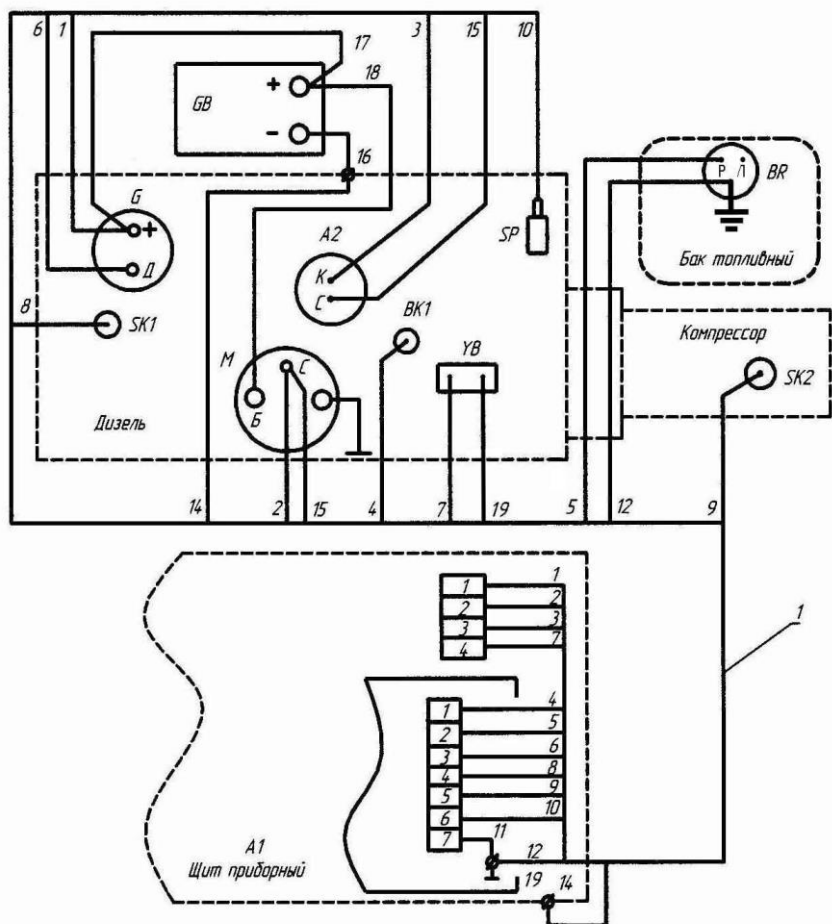 6 1 17 3 15 10
18
GB + -
16
G + Д
A2 К С
SP
Р Л BR
Бак топливный
8 SK1
BK1
YB
Компрессор
SK2
М С Б
Дизель
14 2 15 4 7 19 5 12 9
1 1
2 2
3 3
4 7
1
1 4
2 5
3 6
4 8
5 9
6 10
7 11
12
19 14
A1
Щит приборный